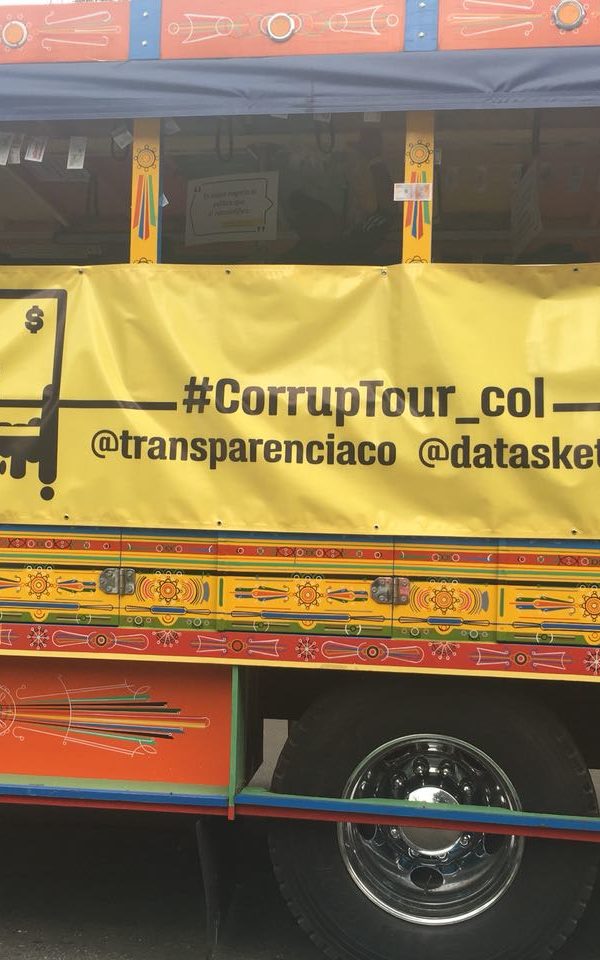 $
#CorrupTour_col
@transparenciaco @datasket